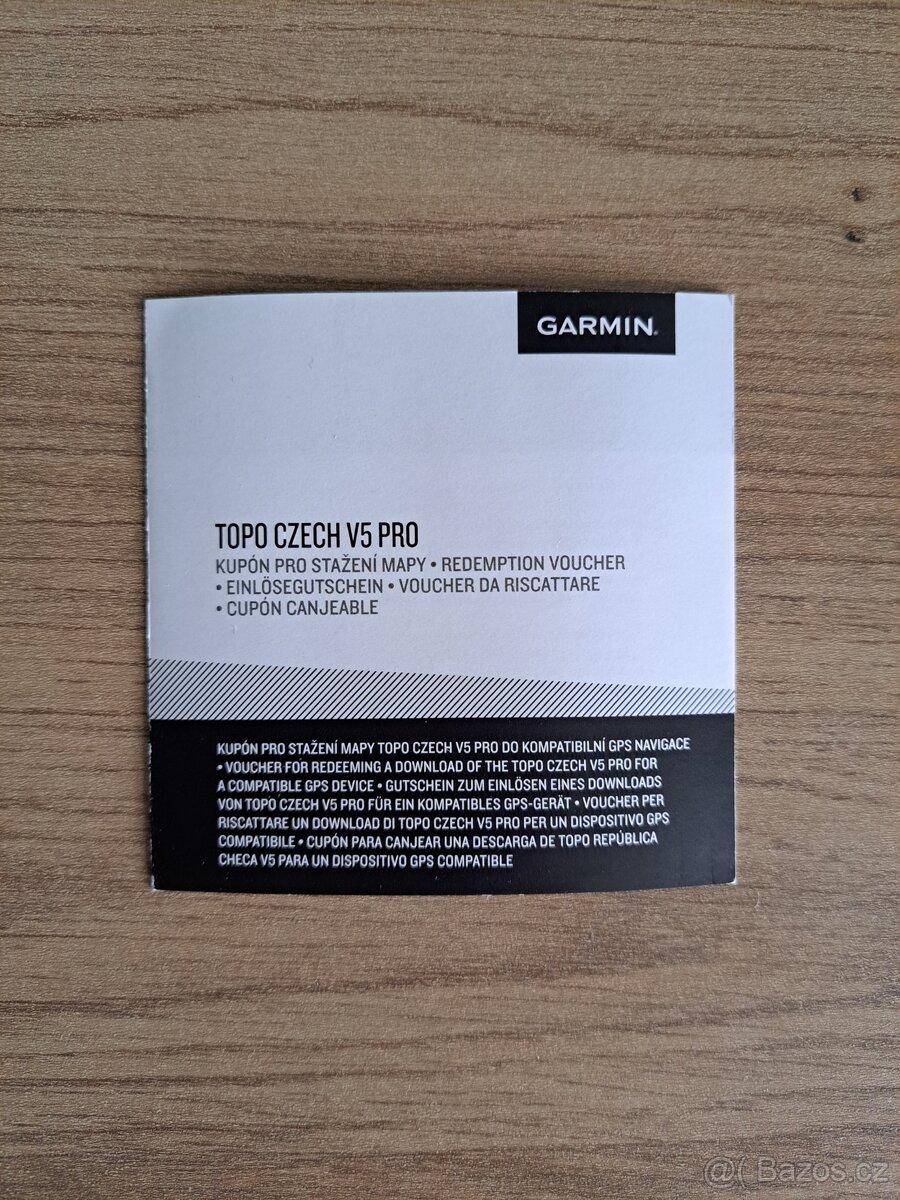 GARMIN.
TOPO CZECH V5 PRO
KUPÓN PRO STAŽENÍ MAPY • REDEMPTION VOUCHER
• EINLÖSEGUTSCHEIN • VOUCHER DA RISCATTARE
• CUPÓN CANJEABLE
KUPÓN PRO STAŽENÍ MAPY TOPO CZECH V5 PRO DO KOMPATIBILNÍ GPS NAVIGACE
• VOUCHER FOR REDEEMING A DOWNLOAD OF THE TOPO CZECH V5 PRO FOR
A COMPATIBLE GPS DEVICE • GUTSCHEIN ZUM EINLÖSEN EINES DOWNLOADS
VON TOPO CZECH V5 PRO FÜR EIN KOMPATIBLES GPS-GERÄT • VOUCHER PER
RISCATTARE UN DOWNLOAD DI TOPO CZECH V5 PRO PER UN DISPOSITIVO GPS
COMPATIBILE • CUPÓN PARA CANJEAR UNA DESCARGA DE TOPO REPÚBLICA
CHECA V5 PARA UN DISPOSITIVO GPS COMPATIBLE
@( Bazos.cz